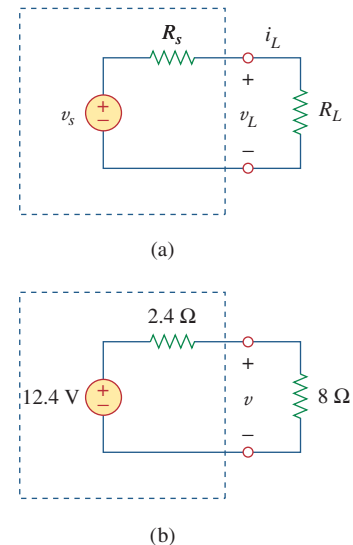 R_s i_L
+
v_s + − v_L R_L
−
(a)
2.4 Ω
+
12.4 V + − v 8 Ω
−
(b)